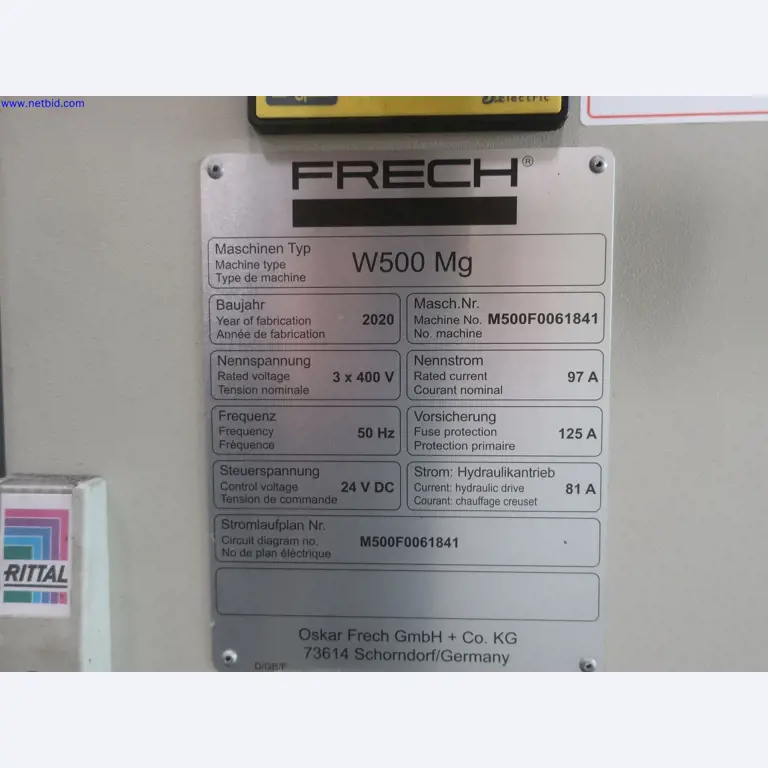 www.netbid.com
electric
FRECH®
Maschinen Typ
Machine type
Type de machine
W500 Mg
Baujahr
Year of fabrication
Année de fabrication
2020
Masch.Nr.
Machine No.
No. machine
M500F0061841
Nennspannung
Rated voltage
Tension nominale
3 x 400 V
Nennstrom
Rated current
Courant nominal
97 A
Frequenz
Frequency
Fréquence
50 Hz
Vorsicherung
Fuse protection
Protection primaire
125 A
Steuerspannung
Control voltage
Tension de commande
24 V DC
Strom: Hydraulikantrieb
Current: hydraulic drive
Courant: chauffage creuset
81 A
Stromlaufplan Nr.
Circuit diagram no.
No de plan électrique
M500F0061841
RITTAL
Oskar Frech GmbH + Co. KG
73614 Schorndorf/Germany
D/GB/F